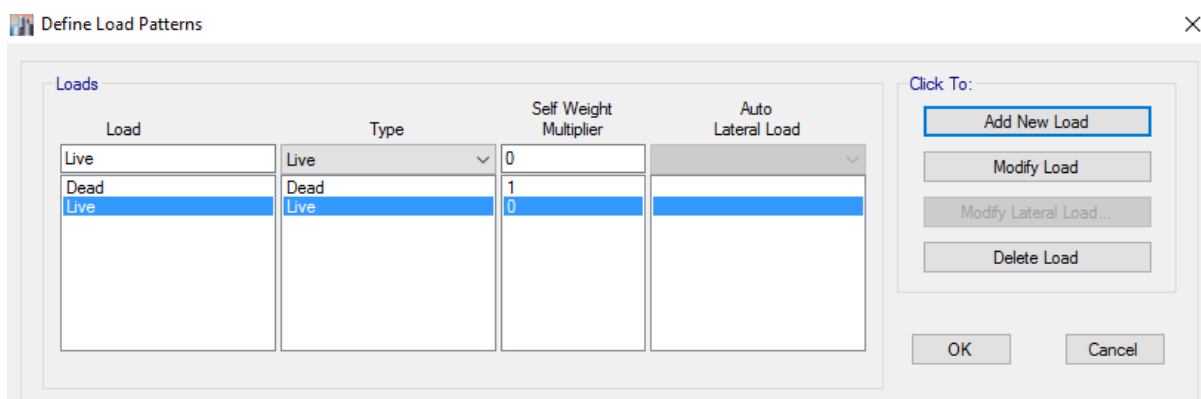 Define Load Patterns
Loads
Click To:
Load
Type
Self Weight
Multiplier
Auto
Lateral Load
Live
Live
0
Dead
Dead
1
Live
Live
0
Add New Load
Modify Load
Modify Lateral Load...
Delete Load
OK
Cancel